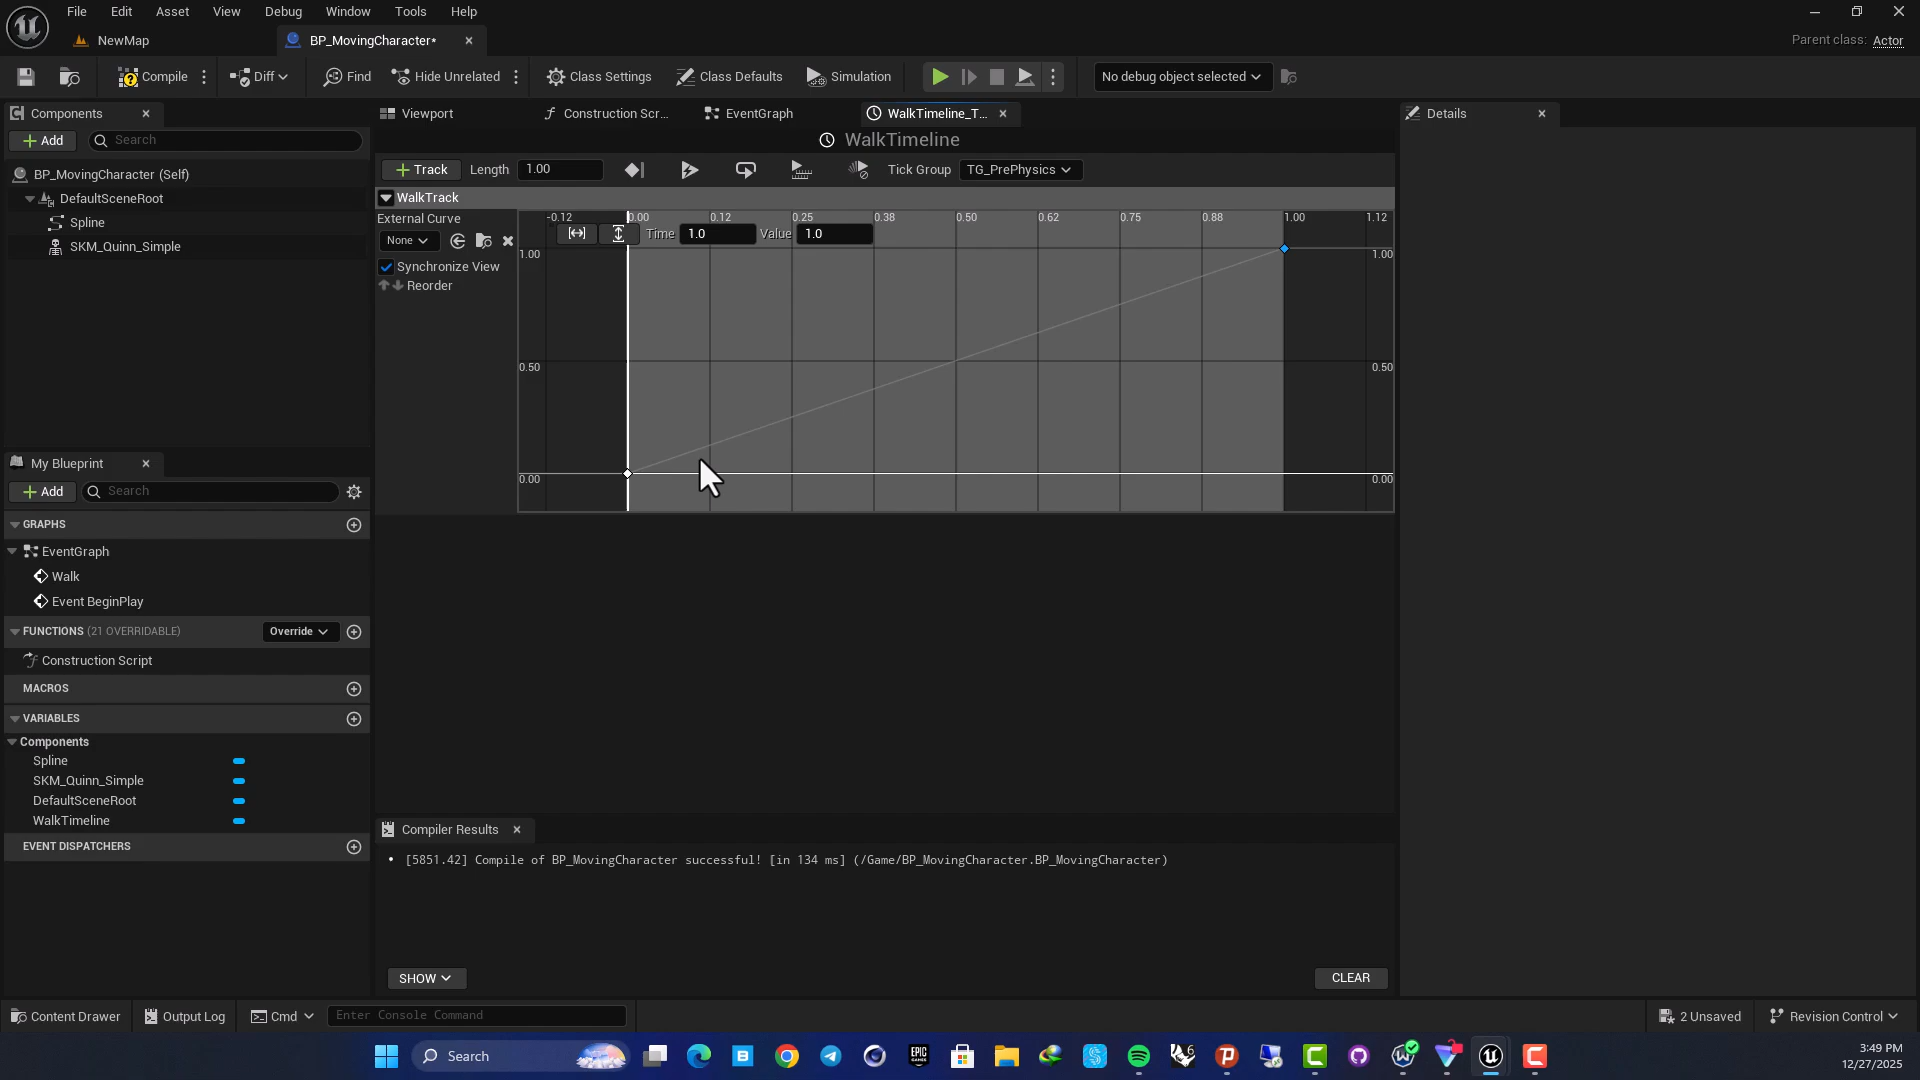 File Edit Asset View Debug Window Tools Help
NewMap BP_MovingCharacter* Parent class: Actor
Compile Diff Find Hide Unrelated Class Settings Class Defaults Simulation No debug object selected
Components Viewport Construction Scr... EventGraph WalkTimeline_T... Details
Add Search WalkTimeline
BP_MovingCharacter (Self) Track Length 1.00 Tick Group TG_PrePhysics
DefaultSceneRoot WalkTrack
Spline External Curve -0.12 0.00 0.12 0.25 0.38 0.50 0.62 0.75 0.88 1.00 1.12
SKM_Quinn_Simple None Time 1.0 Value 1.0
1.00 1.00
Synchronize View
Reorder
0.50 0.50
0.00 0.00
My Blueprint
Add Search
GRAPHS
EventGraph
Walk
Event BeginPlay
FUNCTIONS (21 OVERRIDABLE) Override
Construction Script
MACROS
VARIABLES
Components
Spline
SKM_Quinn_Simple
DefaultSceneRoot
WalkTimeline
EVENT DISPATCHERS
Compiler Results
[5851.42] Compile of BP_MovingCharacter successful! [in 134 ms] (/Game/BP_MovingCharacter.BP_MovingCharacter)
SHOW CLEAR
Content Drawer Output Log Cmd Enter Console Command 2 Unsaved Revision Control
Search EPIC GAMES 6 3:49 PM
12/27/2025